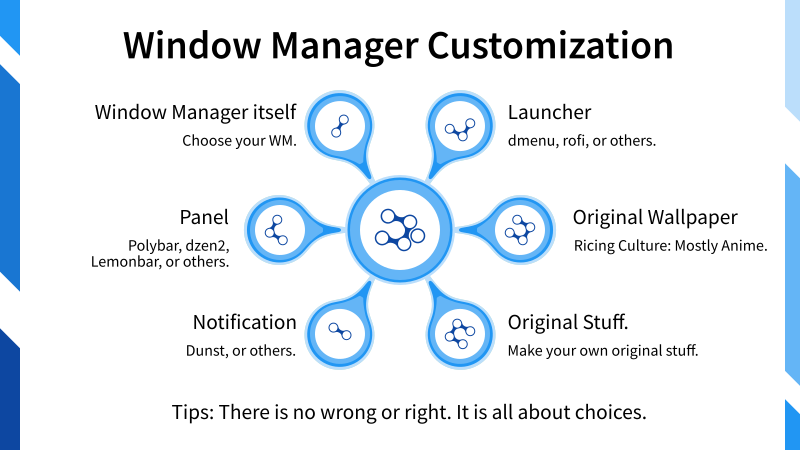 Window Manager Customization
Window Manager itself
Choose your WM.
Launcher
dmenu, rofi, or others.
Panel
Polybar, dzen2,
Lemonbar, or others.
Original Wallpaper
Ricing Culture: Mostly Anime.
Notification
Dunst, or others.
Original Stuff.
Make your own original stuff.
Tips: There is no wrong or right. It is all about choices.